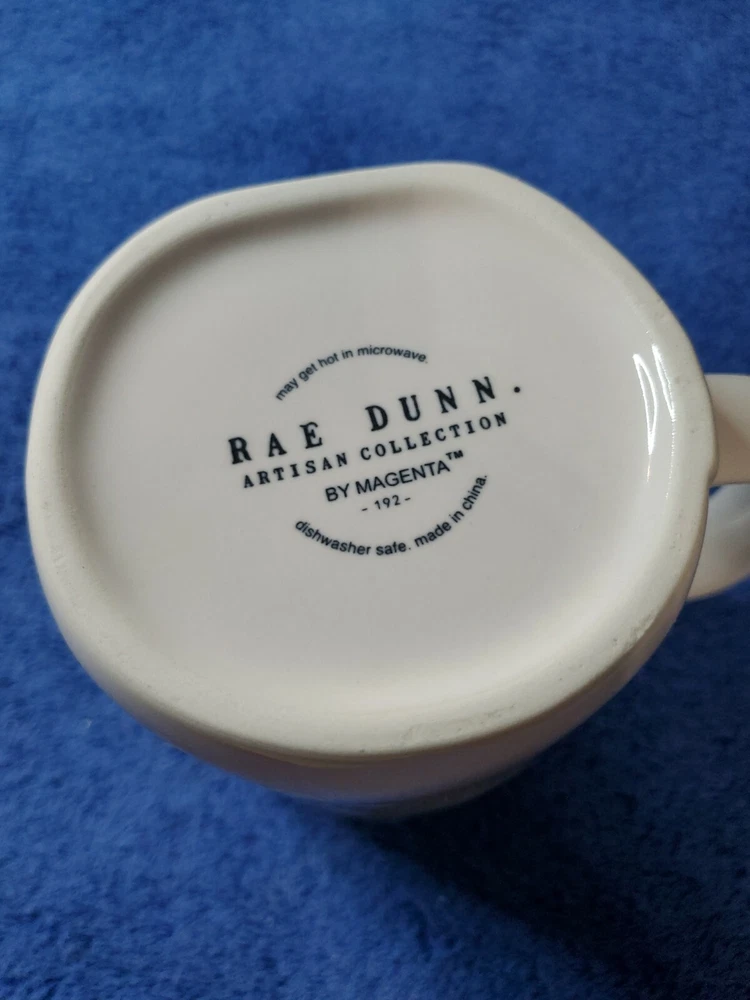 may get hot in microwave.
RAE DUNN.
ARTISAN COLLECTION
BY MAGENTA™
- 192 -
dishwasher safe. made in china.